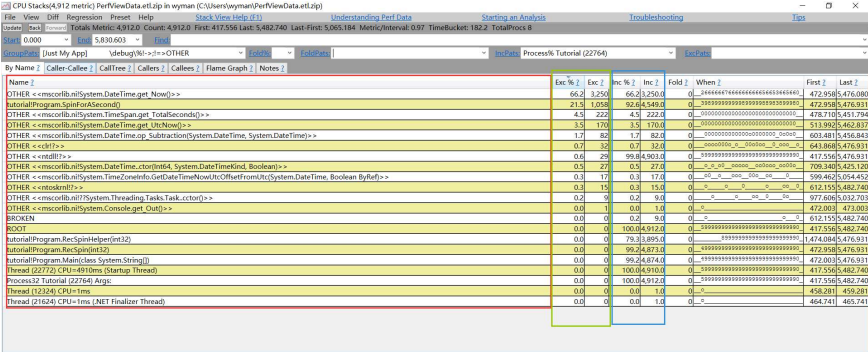 CPU Stacks(4,912 metric) PerfViewData.etl.zip in wyman (C:\Users\wyman\PerfViewData.etl.zip)
File View Diff Regression Preset Help Stack View Help (F1) Understanding Perf Data Starting an Analysis Troubleshooting Tips
Update Back Forward Totals Metric: 4,912.0 Count: 4,912.0 First: 417.556 Last: 5,482.740 Last-First: 5,065.184 Metric/Interval: 0.97 TimeBucket: 182.2 TotalProcs 8
Start: 0.000 End: 5,830.603 Find:
GroupPats: [Just My App] \debug\%!->;!=>OTHER Fold%: FoldPats: IncPats: Process% Tutorial (22764) ExcPats:
By Name ? Caller-Callee ? CallTree ? Callers ? Callees ? Flame Graph ? Notes ?
Name ? Exc % ? Exc ? Inc % ? Inc ? Fold ? When ? First ? Last ?
OTHER <<mscorlib.ni!System.DateTime.get_Now()>> 66.2 3,250 66.2 3,250.0 0 472.958 5,476.080
tutorial!Program.SpinForASecond() 21.5 1,058 92.6 4,549.0 0 472.958 5,476.931
OTHER <<mscorlib.ni!System.TimeSpan.get_TotalSeconds()>> 4.5 222 4.5 222.0 0 478.710 5,451.794
OTHER <<mscorlib.ni!System.DateTime.get_UtcNow()>> 3.5 170 3.5 170.0 0 513.992 5,462.837
OTHER <<mscorlib.ni!System.DateTime.op_Subtraction(System.DateTime, System.DateTime)>> 1.7 82 1.7 82.0 0 603.481 5,456.843
OTHER <<clr!?>> 0.7 32 0.7 32.0 0 643.868 5,476.931
OTHER <<ntdll!?>> 0.6 29 99.8 4,903.0 0 417.556 5,476.931
OTHER <<mscorlib.ni!System.DateTime..ctor(Int64, System.DateTimeKind, Boolean)>> 0.5 27 0.5 27.0 0 709.340 5,425.120
OTHER <<mscorlib.ni!System.TimeZoneInfo.GetDateTimeNowUtcOffsetFromUtc(System.DateTime, Boolean ByRef)>> 0.3 17 0.3 17.0 0 599.462 5,054.452
OTHER <<ntoskrnl!?>> 0.3 15 0.3 15.0 0 612.155 5,482.740
OTHER <<mscorlib.ni!??System.Threading.Tasks.Task..cctor()>> 0.2 9 0.2 9.0 0 977.606 5,032.703
OTHER <<mscorlib.ni!System.Console.get_Out()>> 0.0 1 0.0 1.0 0 472.003 473.003
BROKEN 0.0 0 0.2 9.0 0 612.155 5,482.740
ROOT 0.0 0 100.0 4,912.0 0 417.556 5,482.740
tutorial!Program.RecSpinHelper(int32) 0.0 0 79.3 3,895.0 0 1,474.084 5,476.931
tutorial!Program.RecSpin(int32) 0.0 0 99.2 4,873.0 0 472.958 5,476.931
tutorial!Program.Main(class System.String[]) 0.0 0 99.2 4,874.0 0 472.003 5,476.931
Thread (22772) CPU=4910ms (Startup Thread) 0.0 0 100.0 4,910.0 0 417.556 5,482.740
Process32 Tutorial (22764) Args: 0.0 0 100.0 4,912.0 0 417.556 5,482.740
Thread (12324) CPU=1ms 0.0 0 0.0 1.0 0 458.281 459.281
Thread (21624) CPU=1ms (.NET Finalizer Thread) 0.0 0 0.0 1.0 0 464.741 465.741